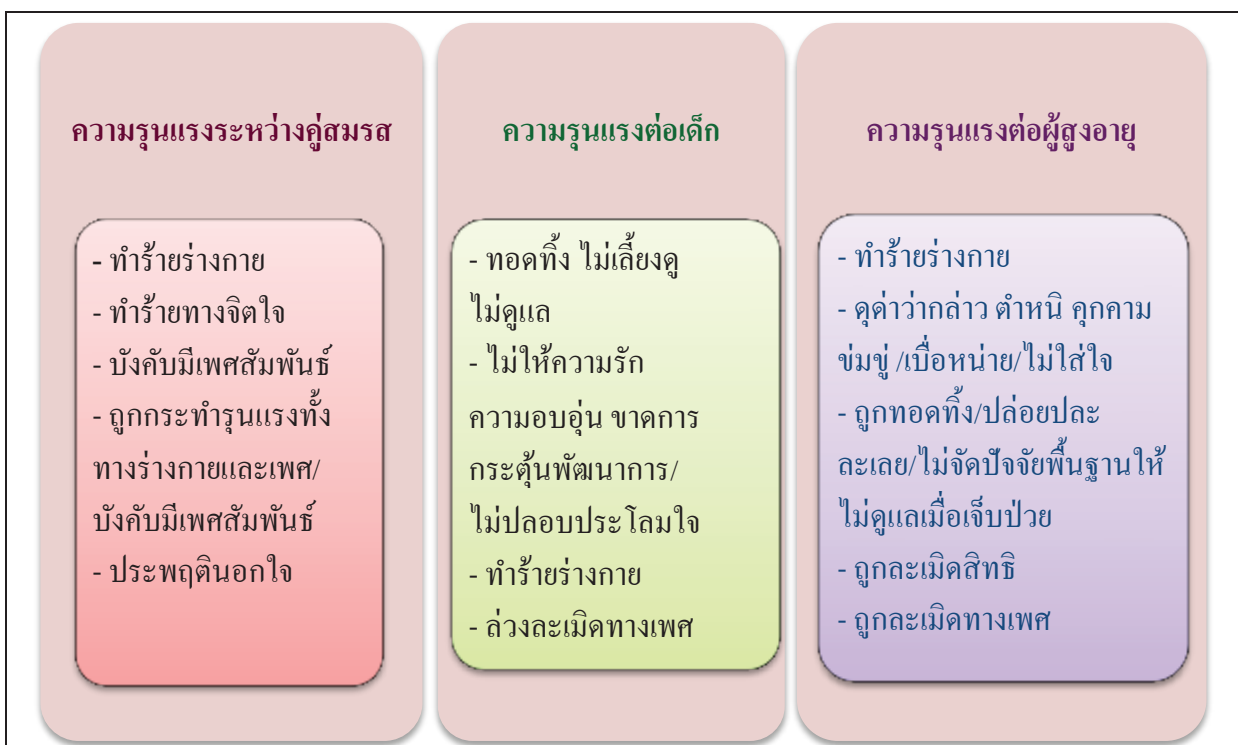 ความรุนแรงระหว่างคู่สมรส
- ทำร้ายร่างกาย
- ทำร้ายทางจิตใจ
- บังคับมีเพศสัมพันธ์
- ถูกกระทำรุนแรงทั้ง
ทางร่างกายและเพศ/
บังคับมีเพศสัมพันธ์
- ประพฤตินอกใจ
ความรุนแรงต่อเด็ก
- ทอดทิ้ง ไม่เลี้ยงดู
ไม่ดูแล
- ไม่ให้ความรัก
ความอบอุ่น ขาดการ
กระตุ้นพัฒนาการ/
ไม่ปลอบประโลมใจ
- ทำร้ายร่างกาย
- ล่วงละเมิดทางเพศ
ความรุนแรงต่อผู้สูงอายุ
- ทำร้ายร่างกาย
- ดุด่าว่ากล่าว ตำหนิ คุกคาม
ข่มขู่ /เบื่อหน่าย/ไม่ใส่ใจ
- ถูกทอดทิ้ง/ปล่อยปละ
ละเลย/ไม่จัดปัจจัยพื้นฐานให้
ไม่ดูแลเมื่อเจ็บป่วย
- ถูกละเมิดสิทธิ
- ถูกละเมิดทางเพศ